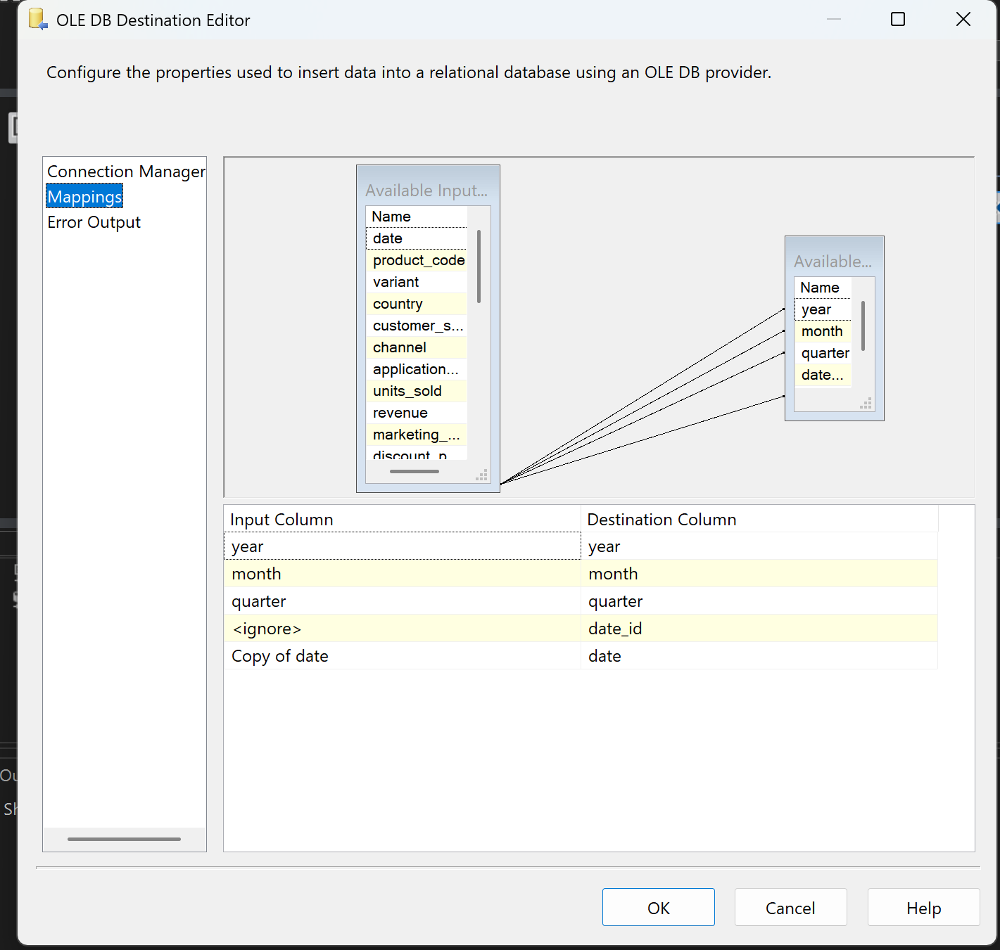 OLE DB Destination Editor
Configure the properties used to insert data into a relational database using an OLE DB provider.
Connection Manager
Mappings
Error Output
Available Input...
Name
date
product_code
variant
country
customer_s...
channel
application...
units_sold
revenue
marketing_...
discount_p
Available...
Name
year
month
quarter
date...
Input Column Destination Column
year year
month month
quarter quarter
<ignore> date_id
Copy of date date
Ou
Sh
OK Cancel Help